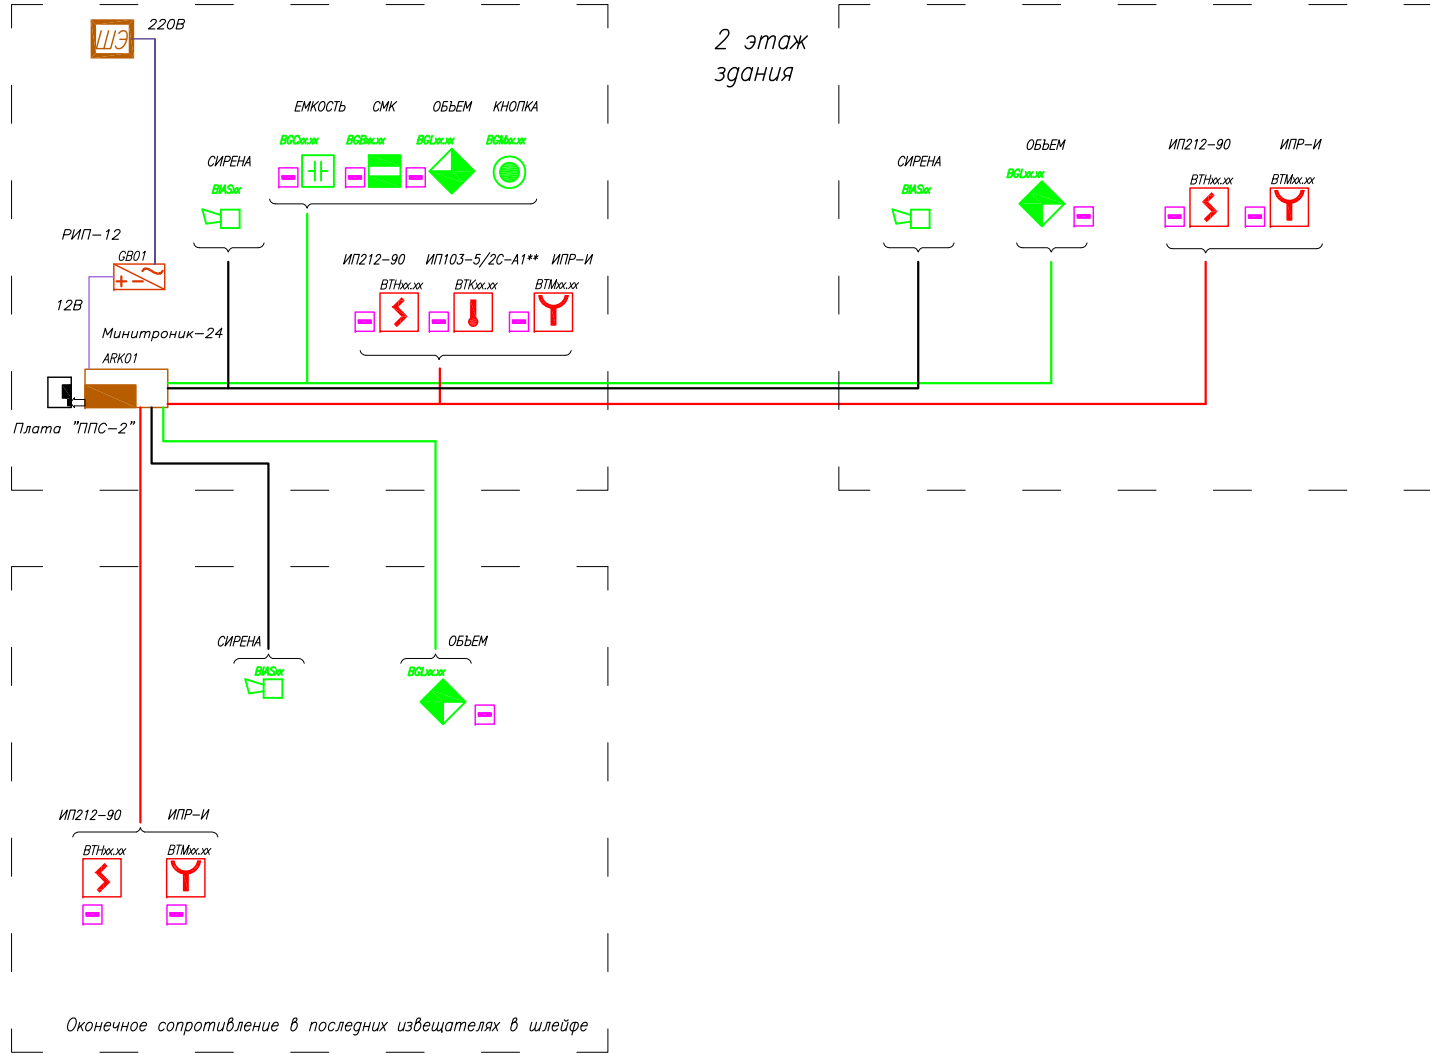 ШЭ
220В
2 этаж
здания
ЕМКОСТЬ СМК ОБЪЕМ КНОПКА
BGCxx.xx BGBxx.xx BGLxx.xx BGMxx.xx
СИРЕНА
BIASxx
РИП-12
GB01
12В
ИП212-90 ИП103-5/2С-А1** ИПР-И
BTHxx.xx BTKxx.xx BTMxx.xx
Минитроник-24
ARK01
Плата "ППС-2"
СИРЕНА
BIASxx
ОБЪЕМ
BGLxx.xx
ИП212-90 ИПР-И
BTHxx.xx BTMxx.xx
СИРЕНА
BIASxx
ОБЪЕМ
BGLxx.xx
ИП212-90 ИПР-И
BTHxx.xx BTMxx.xx
Оконечное сопротивление в последних извещателях в шлейфе